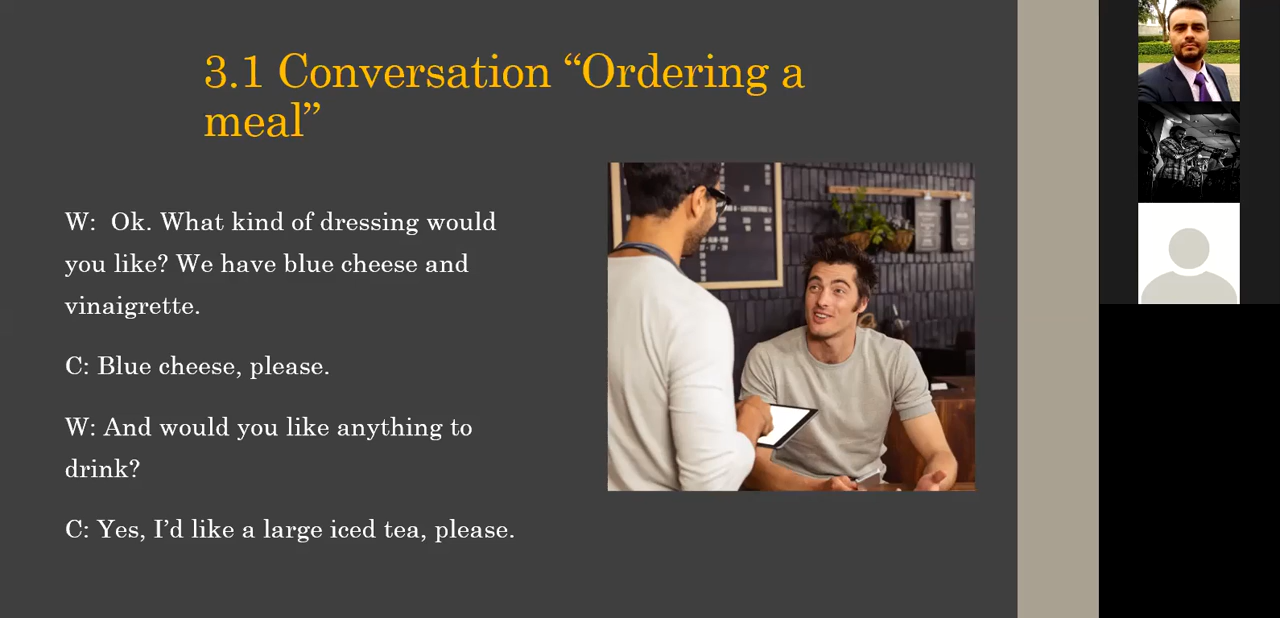 3.1 Conversation “Ordering a
meal”
W:  Ok. What kind of dressing would
you like? We have blue cheese and
vinaigrette.
C: Blue cheese, please.
W: And would you like anything to
drink?
C: Yes, I’d like a large iced tea, please.